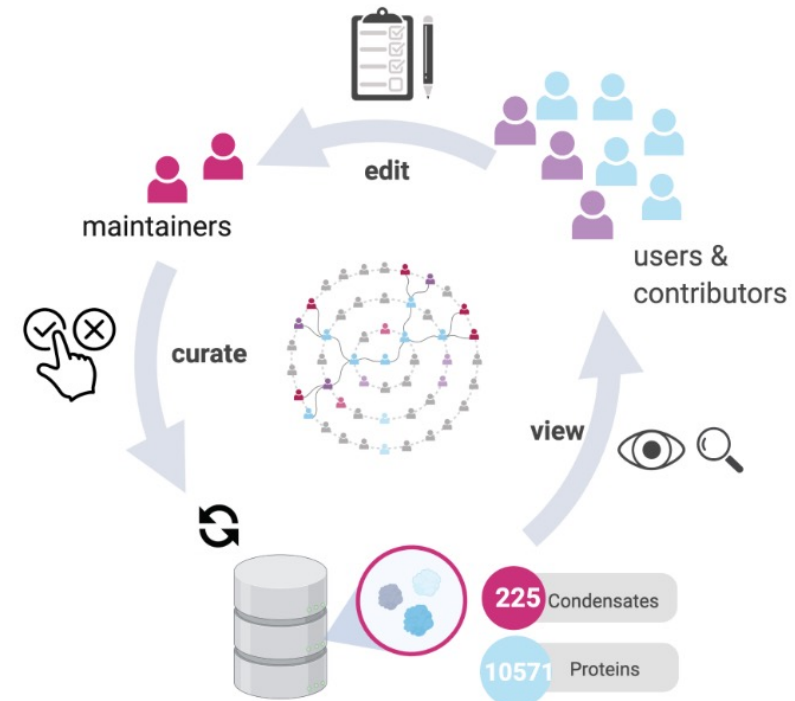 edit
maintainers
users &
contributors
curate
view
225 Condensates
10571 Proteins